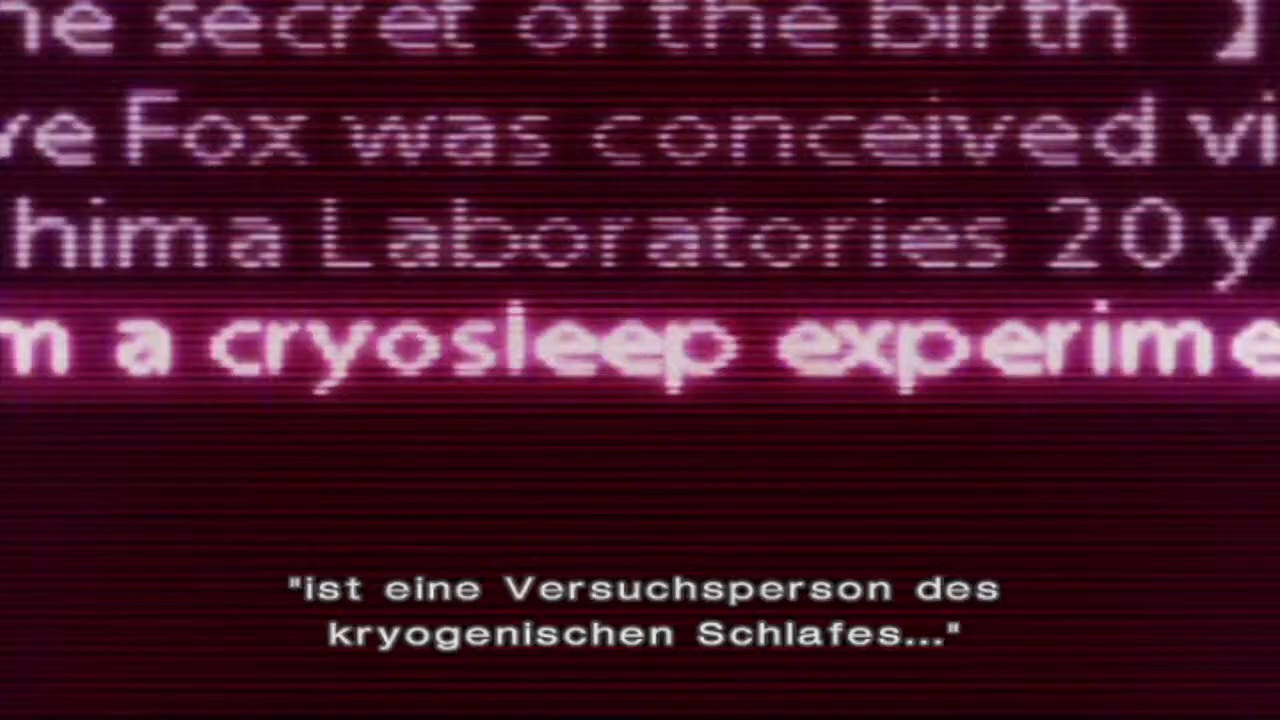 he secret of the birth 】
ve Fox was conceived vi
hima Laboratories 20 y
m a cryosleep experime
"ist eine Versuchsperson des
kryogenischen Schlafes..."